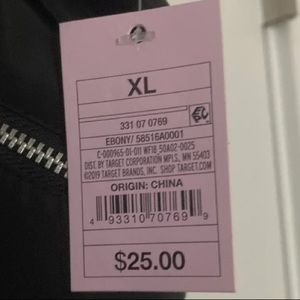 XL
331 07 0769
EBONY/ 58516A0001
C-000965-01-011 WF18_50A02-0025
DIST. BY TARGET CORPORATION MPLS., MN 55403
©2019 TARGET BRANDS, INC. SHOP TARGET.COM
ORIGIN: CHINA
4 93310 70769 9
$25.00